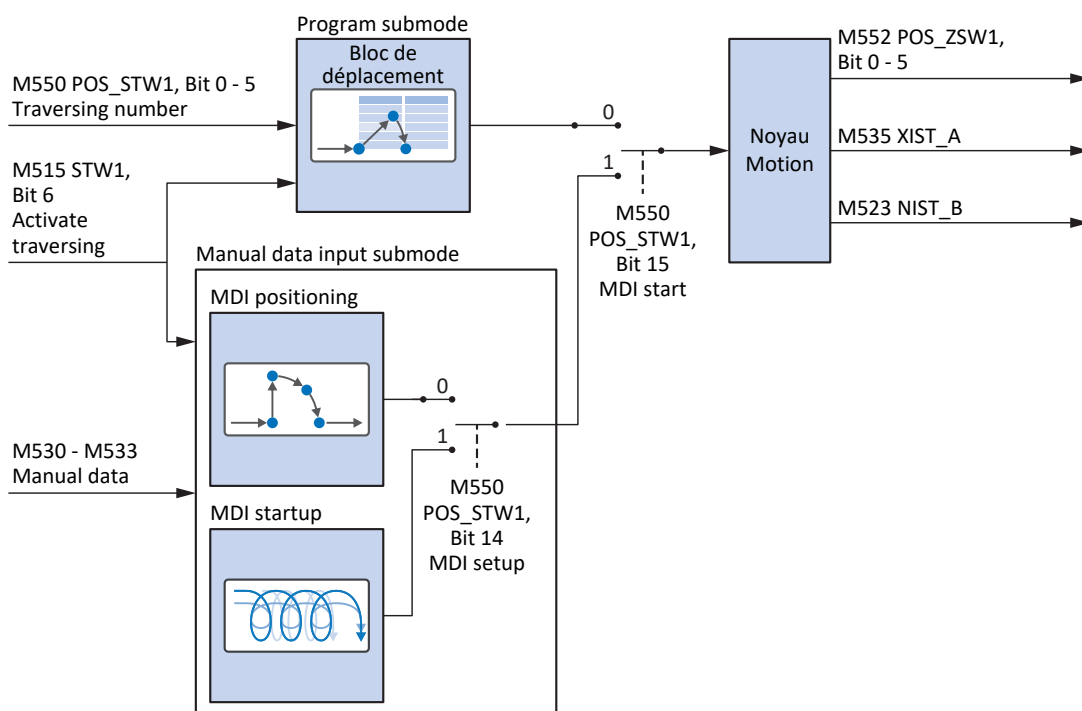 Program submode
Bloc de
déplacement
M550 POS_STW1, Bit 0 - 5
Traversing number
M515 STW1,
Bit 6
Activate
traversing
0
1
M550
POS_STW1,
Bit 15
MDI start
Noyau
Motion
M552 POS_ZSW1,
Bit 0 - 5
M535 XIST_A
M523 NIST_B
Manual data input submode
MDI positioning
0
1
M550
POS_STW1,
Bit 14
MDI setup
M530 - M533
Manual data
MDI startup